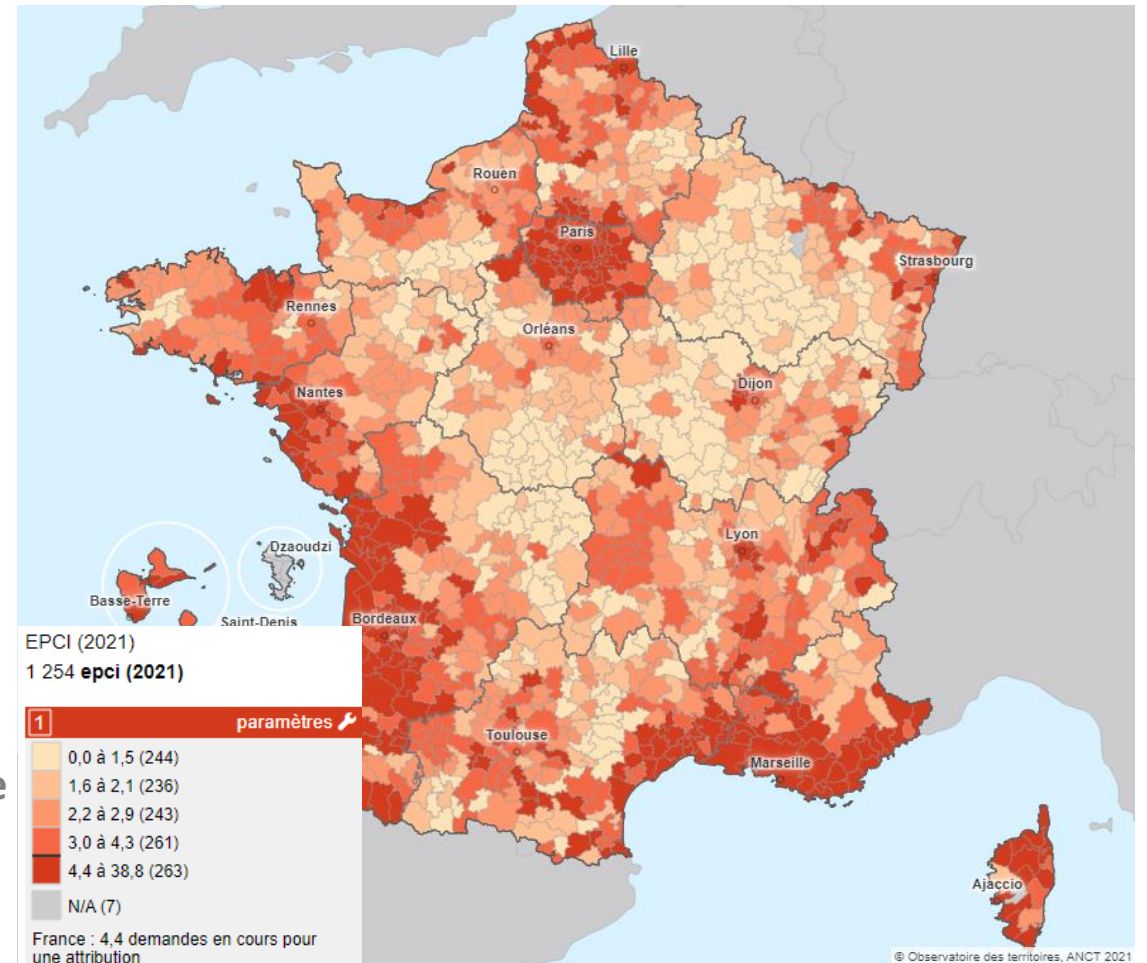 Lille
Rouen
Paris
Strasbourg
Rennes
Orléans
Dijon
Nantes
Lyon
Dzaoudzi
Basse-Terre
Saint-Denis
Bordeaux
EPCI (2021)
1 254 epci (2021)
1 paramètres
0,0 à 1,5 (244)
1,6 à 2,1 (236)
2,2 à 2,9 (243)
3,0 à 4,3 (261)
4,4 à 38,8 (263)
N/A (7)
France : 4,4 demandes en cours pour
une attribution
Toulouse
Marseille
Ajaccio
e
© Observatoire des territoires, ANCT 2021